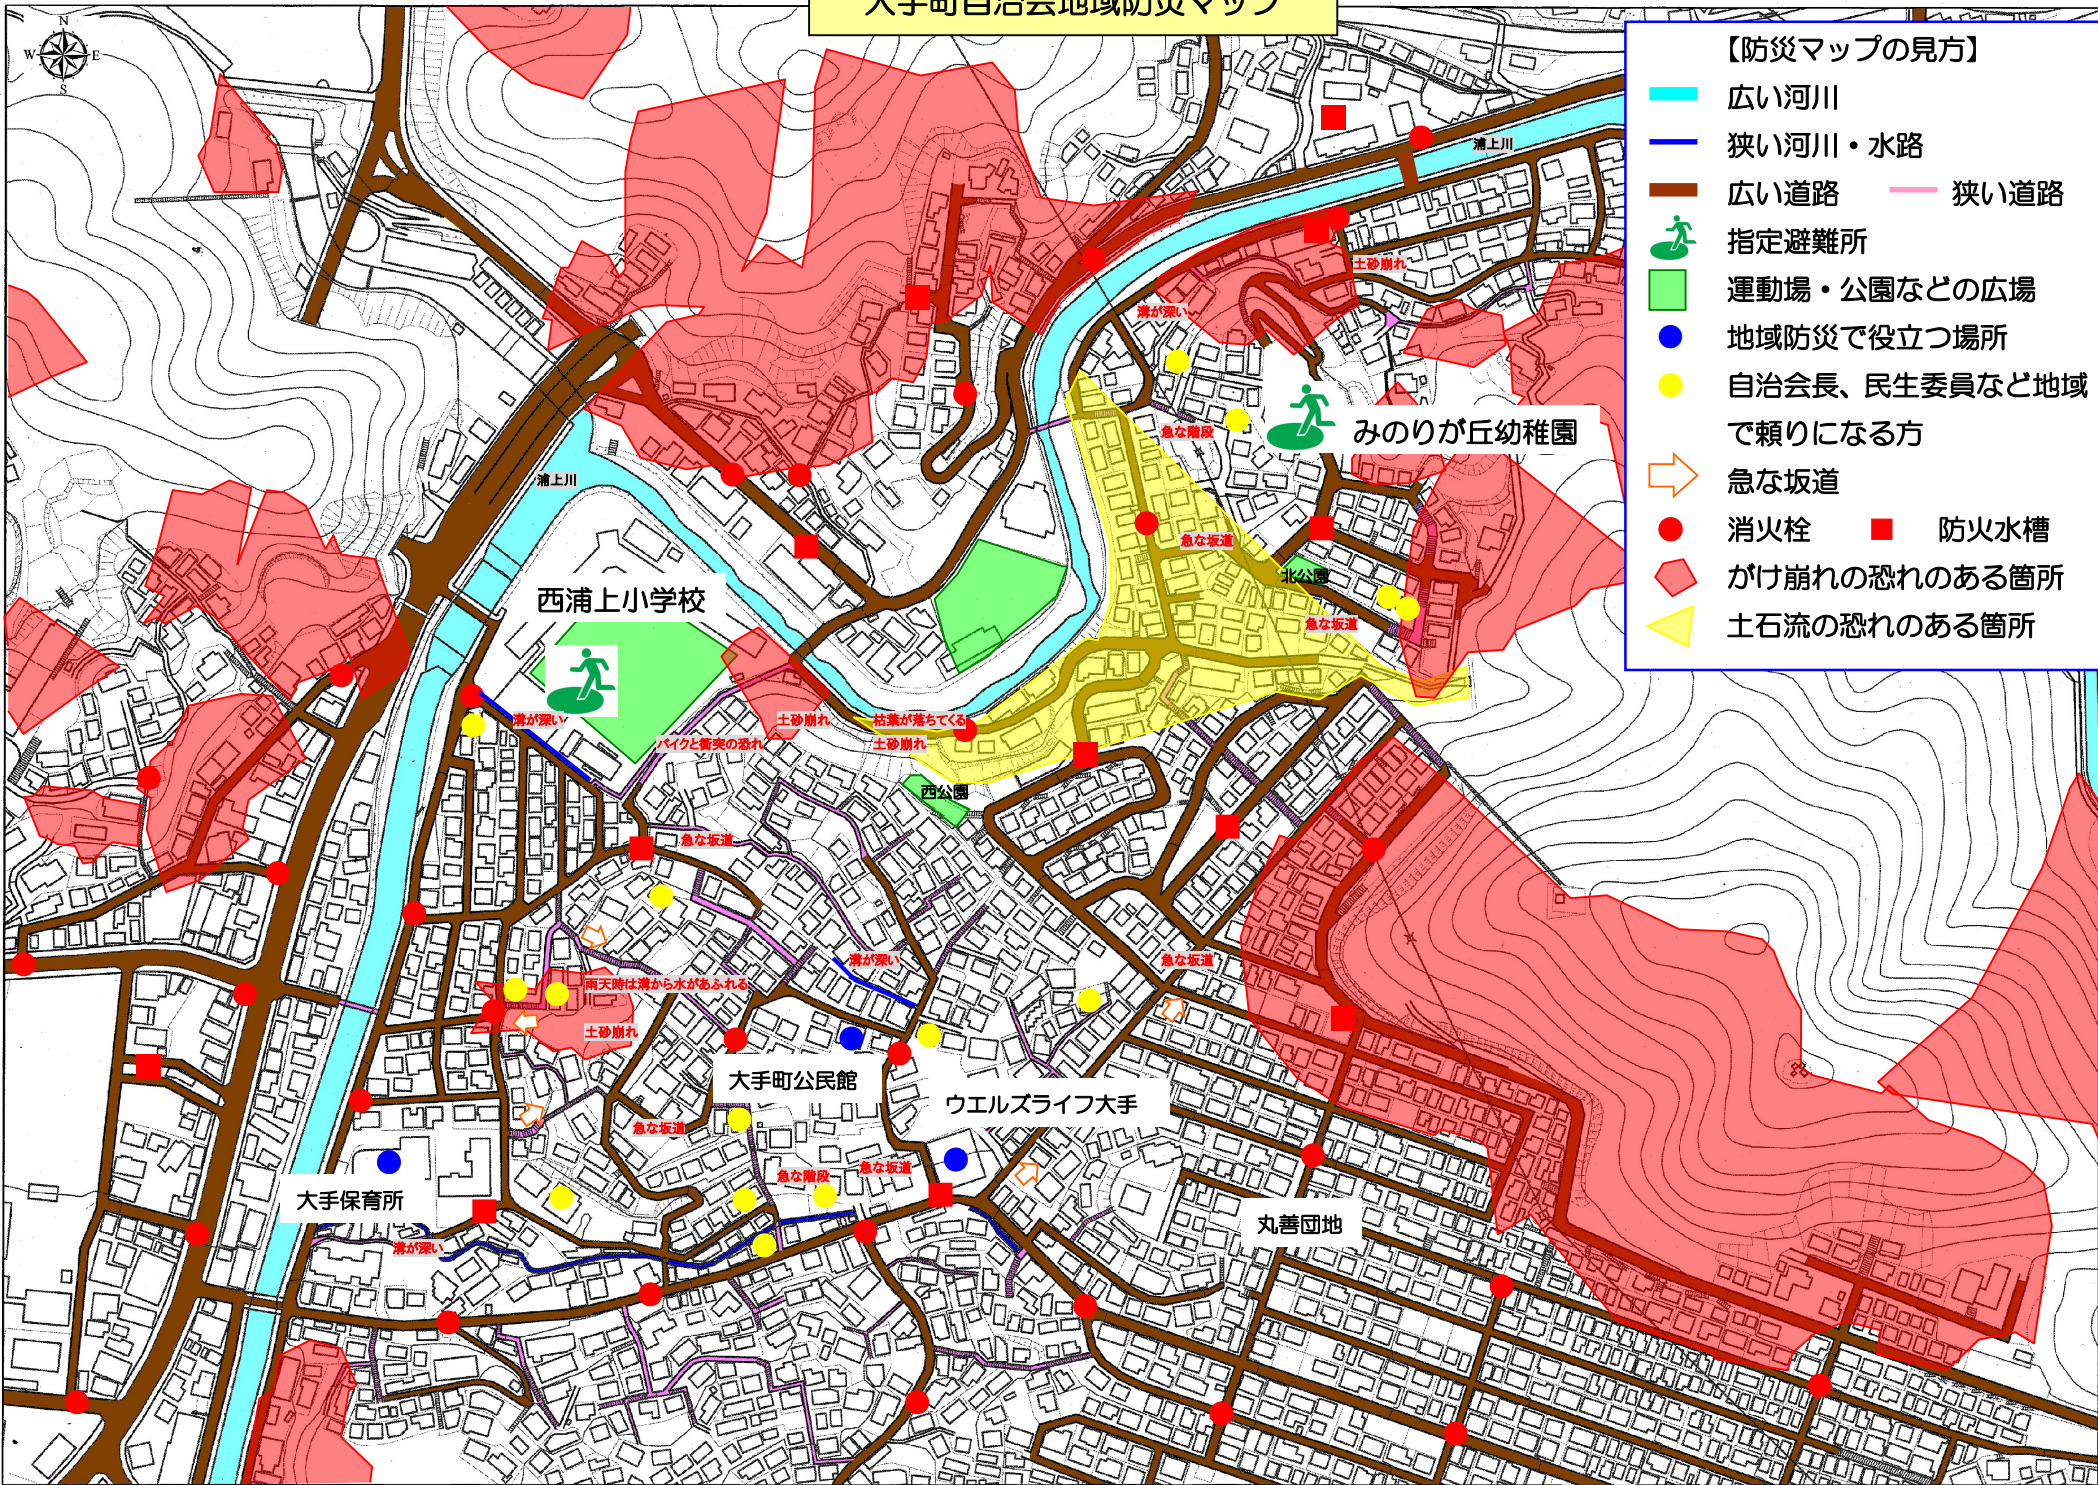 大手町自治会地域防災マップ
N
W
E
S
【防災マップの見方】
広い河川
狭い河川・水路
広い道路
狭い道路
指定避難所
運動場・公園などの広場
地域防災で役立つ場所
自治会長、民生委員など地域
で頼りになる方
急な坂道
消火栓
防火水槽
がけ崩れの恐れのある箇所
土石流の恐れのある箇所
浦上川
土砂崩れ
溝が深い
みのりが丘幼稚園
急な階段
浦上川
急な坂道
北公園
西浦上小学校
急な坂道
溝が深い
土砂崩れ
枯葉が落ちてくる
バイクと衝突の恐れ
土砂崩れ
西公園
急な坂道
溝が深い
急な坂道
雨天時は溝から水があふれる
土砂崩れ
大手町公民館
ウエルズライフ大手
急な坂道
急な階段
急な坂道
大手保育所
丸善団地
溝が深い